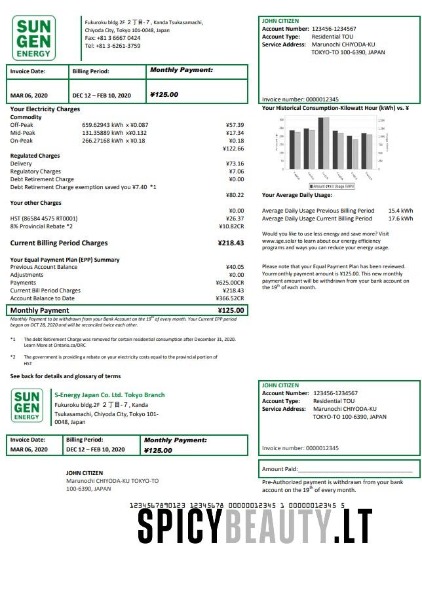 SUN
GEN
ENERGY
Fukuroku bldg.2F 2丁目-7, Kanda Tsukasamachi,
Chiyoda City, Tokyo 101-0048, Japan
Fax: +81 3 6667 0424
Tel: +81 3-6261-3759
JOHN CITIZEN
Account Number: 123456-1234567
Account Type: Residential TOU
Service Address: Marunochi CHIYODA-KU
TOKYO-TO 100-6390, JAPAN
Invoice number: 0000012345
Invoice Date:
Billing Period:
Monthly Payment:
MAR 06, 2020
DEC 12 – FEB 10, 2020
¥125.00
Your Electricity Charges
Commodity
Off-Peak 659.62943 kWh x ¥0.087 ¥57.39
Mid-Peak 131.35889 kWh x ¥0.132 ¥17.34
On-Peak 266.27168 kWh x ¥0.18 ¥0.18
¥122.66
Regulated Charges
Delivery ¥73.16
Regulatory Charges ¥7.06
Debt Retirement Charge ¥0.00
Debt Retirement Charge exemption saved you ¥7.40 *1
¥80.22
Your other charges
¥0.00
HST (86584 4575 RT0001) ¥26.37
8% Provincial Rebate *2 ¥10.82CR
Current Billing Period Charges ¥218.43
Your Equal Payment Plan (EPP) Summary
Previous Account Balance ¥40.05
Adjustments ¥0.00
Payments ¥625.00CR
Current Bill Period Charges ¥218.43
Account Balance to Date ¥366.52CR
Monthly Payment ¥125.00
Monthly Payment to be withdrawn from your Bank Account on the 19th of every month. Your Current EPP
began on OCT 28, 2020 and will be reconciled twice each other.
*1 The debt Retirement Charge was removed for certain residential consumption after December 31, 2020.
Learn More at Ontario.ca/DRC
*2 The government is providing a rebate on your electricity costs equal to the provincial portion of
HST
See back for details and glossary of terms
Your Historical Consumption-Kilowatt Hour (kWh) vs. ¥
Your Average Daily Usage:
Average Daily Usage Previous Billing Period 15.4 kWh
Average Daily Usage Current Billing Period 17.6 kWh
Would you like to use less energy and save more? Visit
www.sge.solar to learn about our energy efficiency
programs and ways you can reduce your energy usage.
Please note that your Equal Payment Plan has been reviewed.
Your monthly payment amount is ¥125.00. This new monthly
payment amount will be withdrawn from your bank account on
the 19th of each month.
SUN
GEN
ENERGY
S-Energy Japan Co. Ltd. Tokyo Branch
Fukuroku bldg.2F 2丁目-7, Kanda
Tsukasamachi, Chiyoda City, Tokyo 101-
0048, Japan
JOHN CITIZEN
Account Number: 123456-1234567
Account Type: Residential TOU
Service Address: Marunochi CHIYODA-KU
TOKYO-TO 100-6390, JAPAN
Invoice number: 0000012345
Invoice Date:
Billing Period:
Monthly Payment:
MAR 06, 2020
DEC 12 – FEB 10, 2020
¥125.00
Amount Paid:
Pre-Authorized payment is withdrawn from your bank
account on the 19th of every month.
JOHN CITIZEN
Marunochi CHIYODA-KU TOKYO-TO
100-6390, JAPAN
1234567890123 12345678 00000012345 1 00000012345 5
SPICYBEAUTY.LT